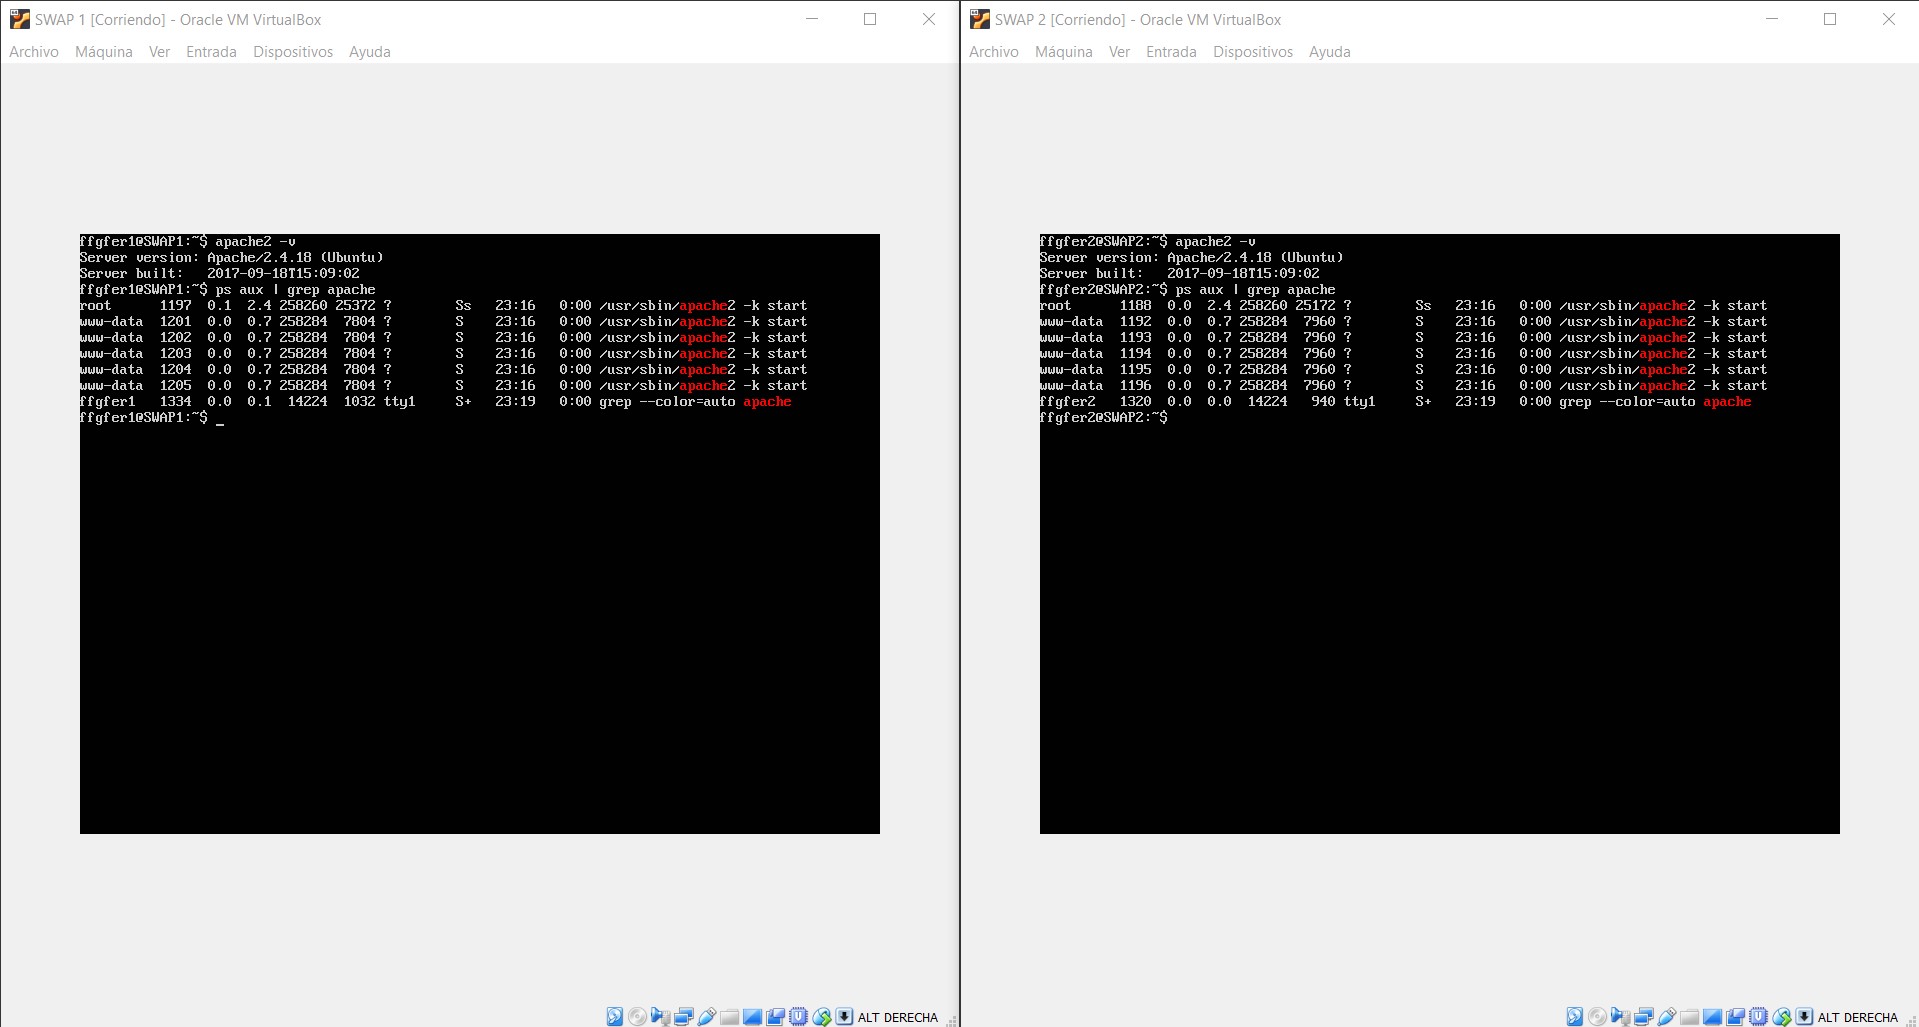 SWAP 1 [Corriendo] - Oracle VM VirtualBox
Archivo Máquina Ver Entrada Dispositivos Ayuda
ffgfer1@SWAP1:~$ apache2 -v
Server version: Apache/2.4.18 (Ubuntu)
Server built:   2017-09-18T15:09:02
ffgfer1@SWAP1:~$ ps aux | grep apache
root      1197  0.1  2.4 258260 25372 ?        Ss   23:16   0:00 /usr/sbin/apache2 -k start
www-data  1201  0.0  0.7 258284  7804 ?        S    23:16   0:00 /usr/sbin/apache2 -k start
www-data  1202  0.0  0.7 258284  7804 ?        S    23:16   0:00 /usr/sbin/apache2 -k start
www-data  1203  0.0  0.7 258284  7804 ?        S    23:16   0:00 /usr/sbin/apache2 -k start
www-data  1204  0.0  0.7 258284  7804 ?        S    23:16   0:00 /usr/sbin/apache2 -k start
www-data  1205  0.0  0.7 258284  7804 ?        S    23:16   0:00 /usr/sbin/apache2 -k start
ffgfer1   1334  0.0  0.1  14224  1032 tty1     S+   23:19   0:00 grep --color=auto apache
ffgfer1@SWAP1:~$ _
ALT DERECHA
SWAP 2 [Corriendo] - Oracle VM VirtualBox
Archivo Máquina Ver Entrada Dispositivos Ayuda
ffgfer2@SWAP2:~$ apache2 -v
Server version: Apache/2.4.18 (Ubuntu)
Server built:   2017-09-18T15:09:02
ffgfer2@SWAP2:~$ ps aux | grep apache
root      1188  0.0  2.4 258260 25172 ?        Ss   23:16   0:00 /usr/sbin/apache2 -k start
www-data  1192  0.0  0.7 258284  7960 ?        S    23:16   0:00 /usr/sbin/apache2 -k start
www-data  1193  0.0  0.7 258284  7960 ?        S    23:16   0:00 /usr/sbin/apache2 -k start
www-data  1194  0.0  0.7 258284  7960 ?        S    23:16   0:00 /usr/sbin/apache2 -k start
www-data  1195  0.0  0.7 258284  7960 ?        S    23:16   0:00 /usr/sbin/apache2 -k start
www-data  1196  0.0  0.7 258284  7960 ?        S    23:16   0:00 /usr/sbin/apache2 -k start
ffgfer2   1320  0.0  0.0  14224   940 tty1     S+   23:19   0:00 grep --color=auto apache
ffgfer2@SWAP2:~$
ALT DERECHA